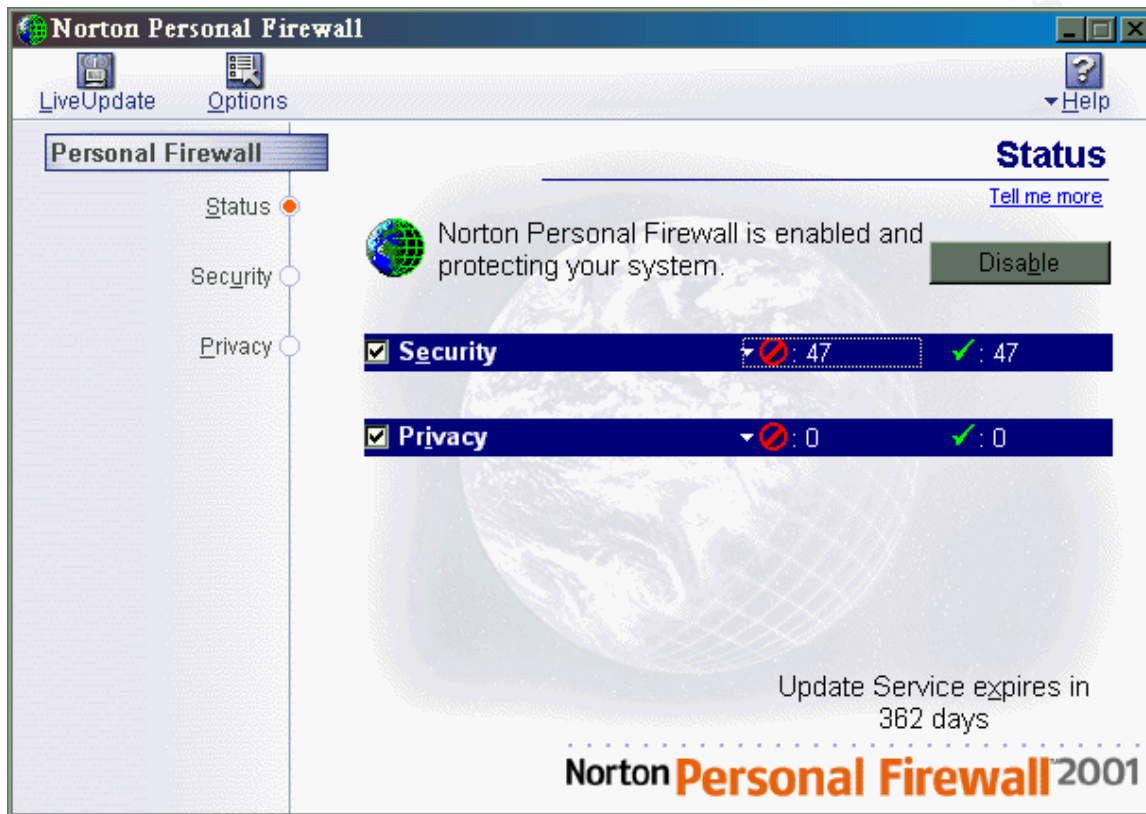 Norton Personal Firewall
LiveUpdate Options Help
Personal Firewall
Status
Status
Tell me more
Norton Personal Firewall is enabled and
protecting your system.
Disable
Security
Privacy
Security : 47 : 47
Privacy : 0 : 0
Update Service expires in
362 days
Norton Personal Firewall™2001